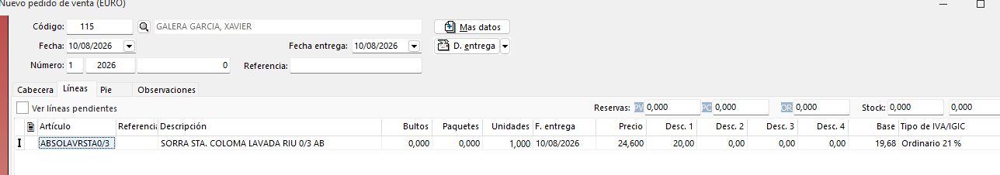 Nuevo pedido de venta (EURO)
Código: 115 GALERA GARCIA, XAVIER Mas datos
Fecha: 10/08/2026 Fecha entrega: 10/08/2026 D. entrega
Número: 1 2026 0 Referencia:
Cabecera Líneas Pie Observaciones
Ver líneas pendientes Reservas: PV 0,000 PC 0,000 OR 0,000 Stock: 0,000 0,000
Artículo Referencia Descripción Bultos Paquetes Unidades F. entrega Precio Desc. 1 Desc. 2 Desc. 3 Desc. 4 Base Tipo de IVA/IGIC
ABSOLAVRSTA0/3 SORRA STA. COLOMA LAVADA RIU 0/3 AB 0,000 0,000 1,000 10/08/2026 24,600 20,00 0,00 0,00 0,00 19,68 Ordinario 21 %